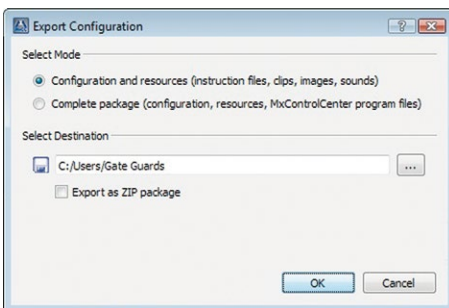 Export Configuration
Select Mode
Configuration and resources (instruction files, clips, images, sounds)
Complete package (configuration, resources, MxControlCenter program files)
Select Destination
C:/Users/Gate Guards
...
Export as ZIP package
OK Cancel